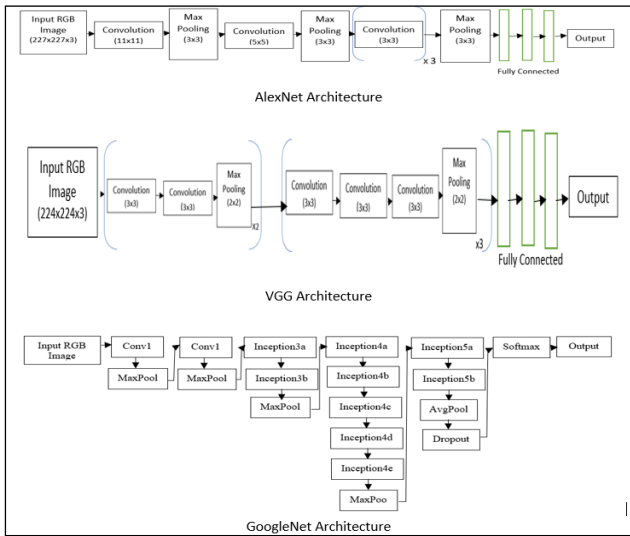 Input RGB
Image
(227x227x3)
Convolution
(11x11)
Max
Pooling
(3x3)
Convolution
(5x5)
Max
Pooling
(3x3)
Convolution
(3x3)
x 3
Max
Pooling
(3x3)
Fully Connected
Output
AlexNet Architecture
Input RGB
Image
(224x224x3)
Convolution
(3x3)
Convolution
(3x3)
Max
Pooling
(2x2)
x2
Convolution
(3x3)
Convolution
(3x3)
Convolution
(3x3)
Max
Pooling
(2x2)
x3
Fully Connected
Output
VGG Architecture
Input RGB
Image
Conv1
MaxPool
Conv1
MaxPool
Inception3a
Inception3b
MaxPool
Inception4a
Inception4b
Inception4c
Inception4d
Inception4e
MaxPoo
Inception5a
Inception5b
AvgPool
Dropout
Softmax
Output
GoogleNet Architecture